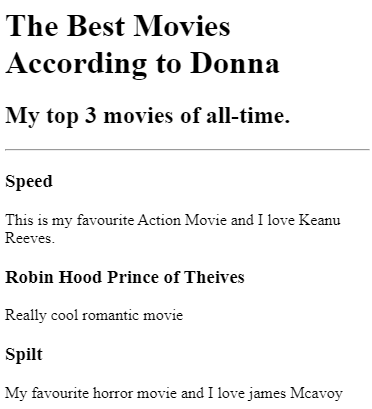 The Best Movies
According to Donna
My top 3 movies of all-time.
Speed
This is my favourite Action Movie and I love Keanu
Reeves.
Robin Hood Prince of Theives
Really cool romantic movie
Spilt
My favourite horror movie and I love james Mcavoy